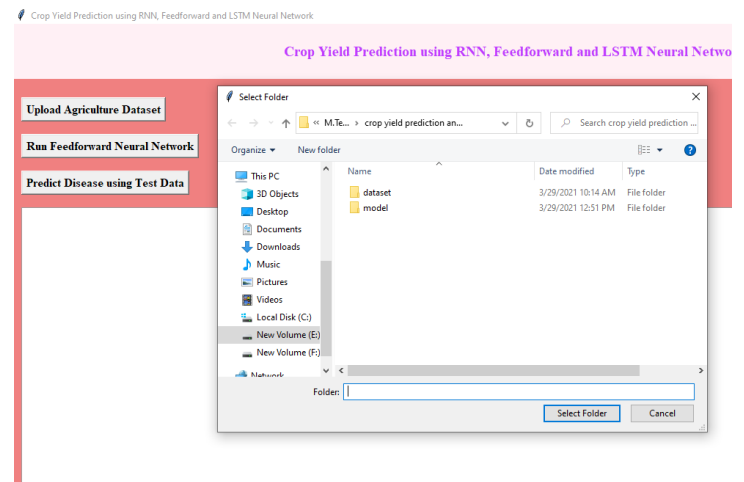 Crop Yield Prediction using RNN, Feedforward and LSTM Neural Network
Crop Yield Prediction using RNN, Feedforward and LSTM Neural Netwo
Upload Agriculture Dataset
Run Feedforward Neural Network
Predict Disease using Test Data
Select Folder
« M.Te... › crop yield prediction an...
Search crop yield prediction ...
Organize
New folder
This PC
3D Objects
Desktop
Documents
Downloads
Music
Pictures
Videos
Local Disk (C:)
New Volume (E:)
New Volume (F:)
Network
Name Date modified Type
dataset 3/29/2021 10:14 AM File folder
model 3/29/2021 12:51 PM File folder
Folder:
Select Folder
Cancel